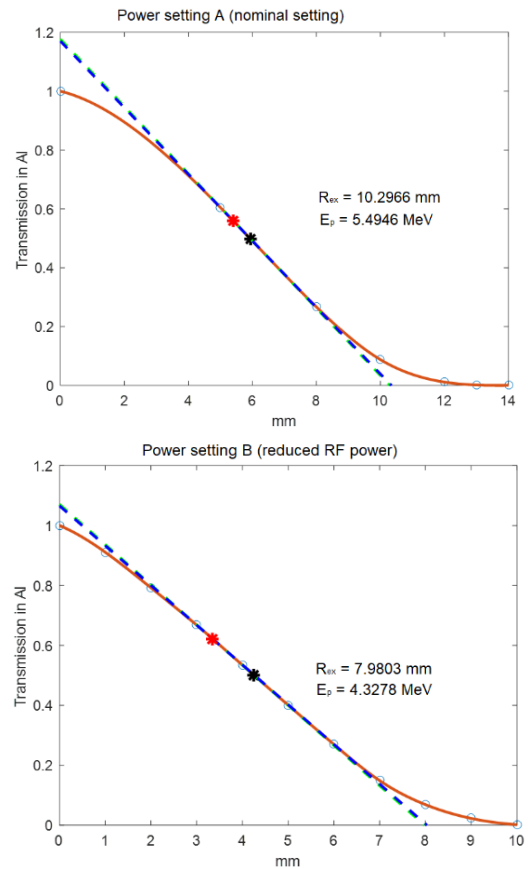 Power setting A (nominal setting)
1.2
1
0.8
0.6
0.4
0.2
0
Transmission in Al
Rex = 10.2966 mm
Ep = 5.4946 MeV
0 2 4 6 8 10 12 14
mm
Power setting B (reduced RF power)
1.2
1
0.8
0.6
0.4
0.2
0
Transmission in Al
Rex = 7.9803 mm
Ep = 4.3278 MeV
0 1 2 3 4 5 6 7 8 9 10
mm